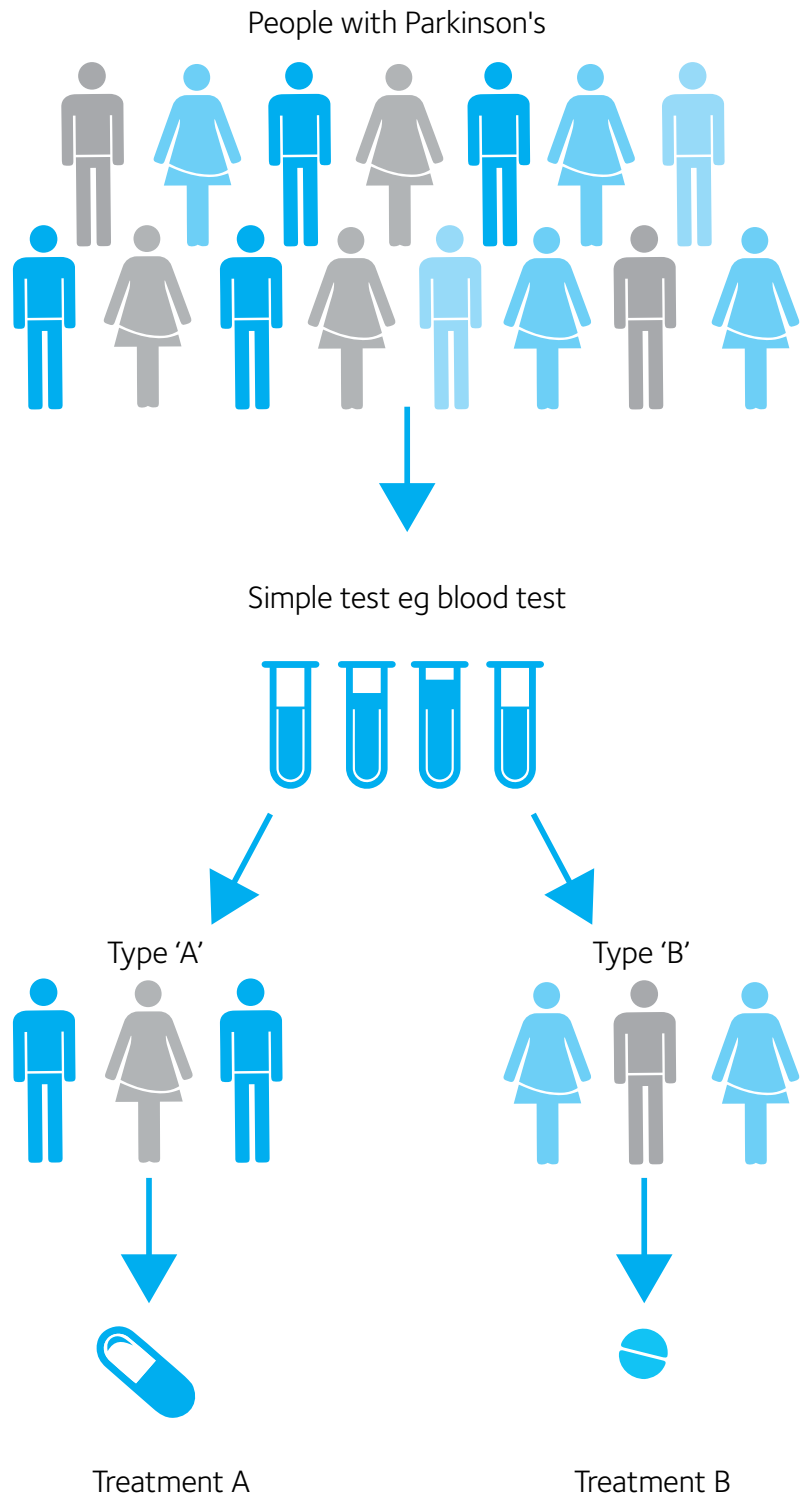 People with Parkinson's
Simple test eg blood test
Type ‘A’
Type ‘B’
Treatment A
Treatment B